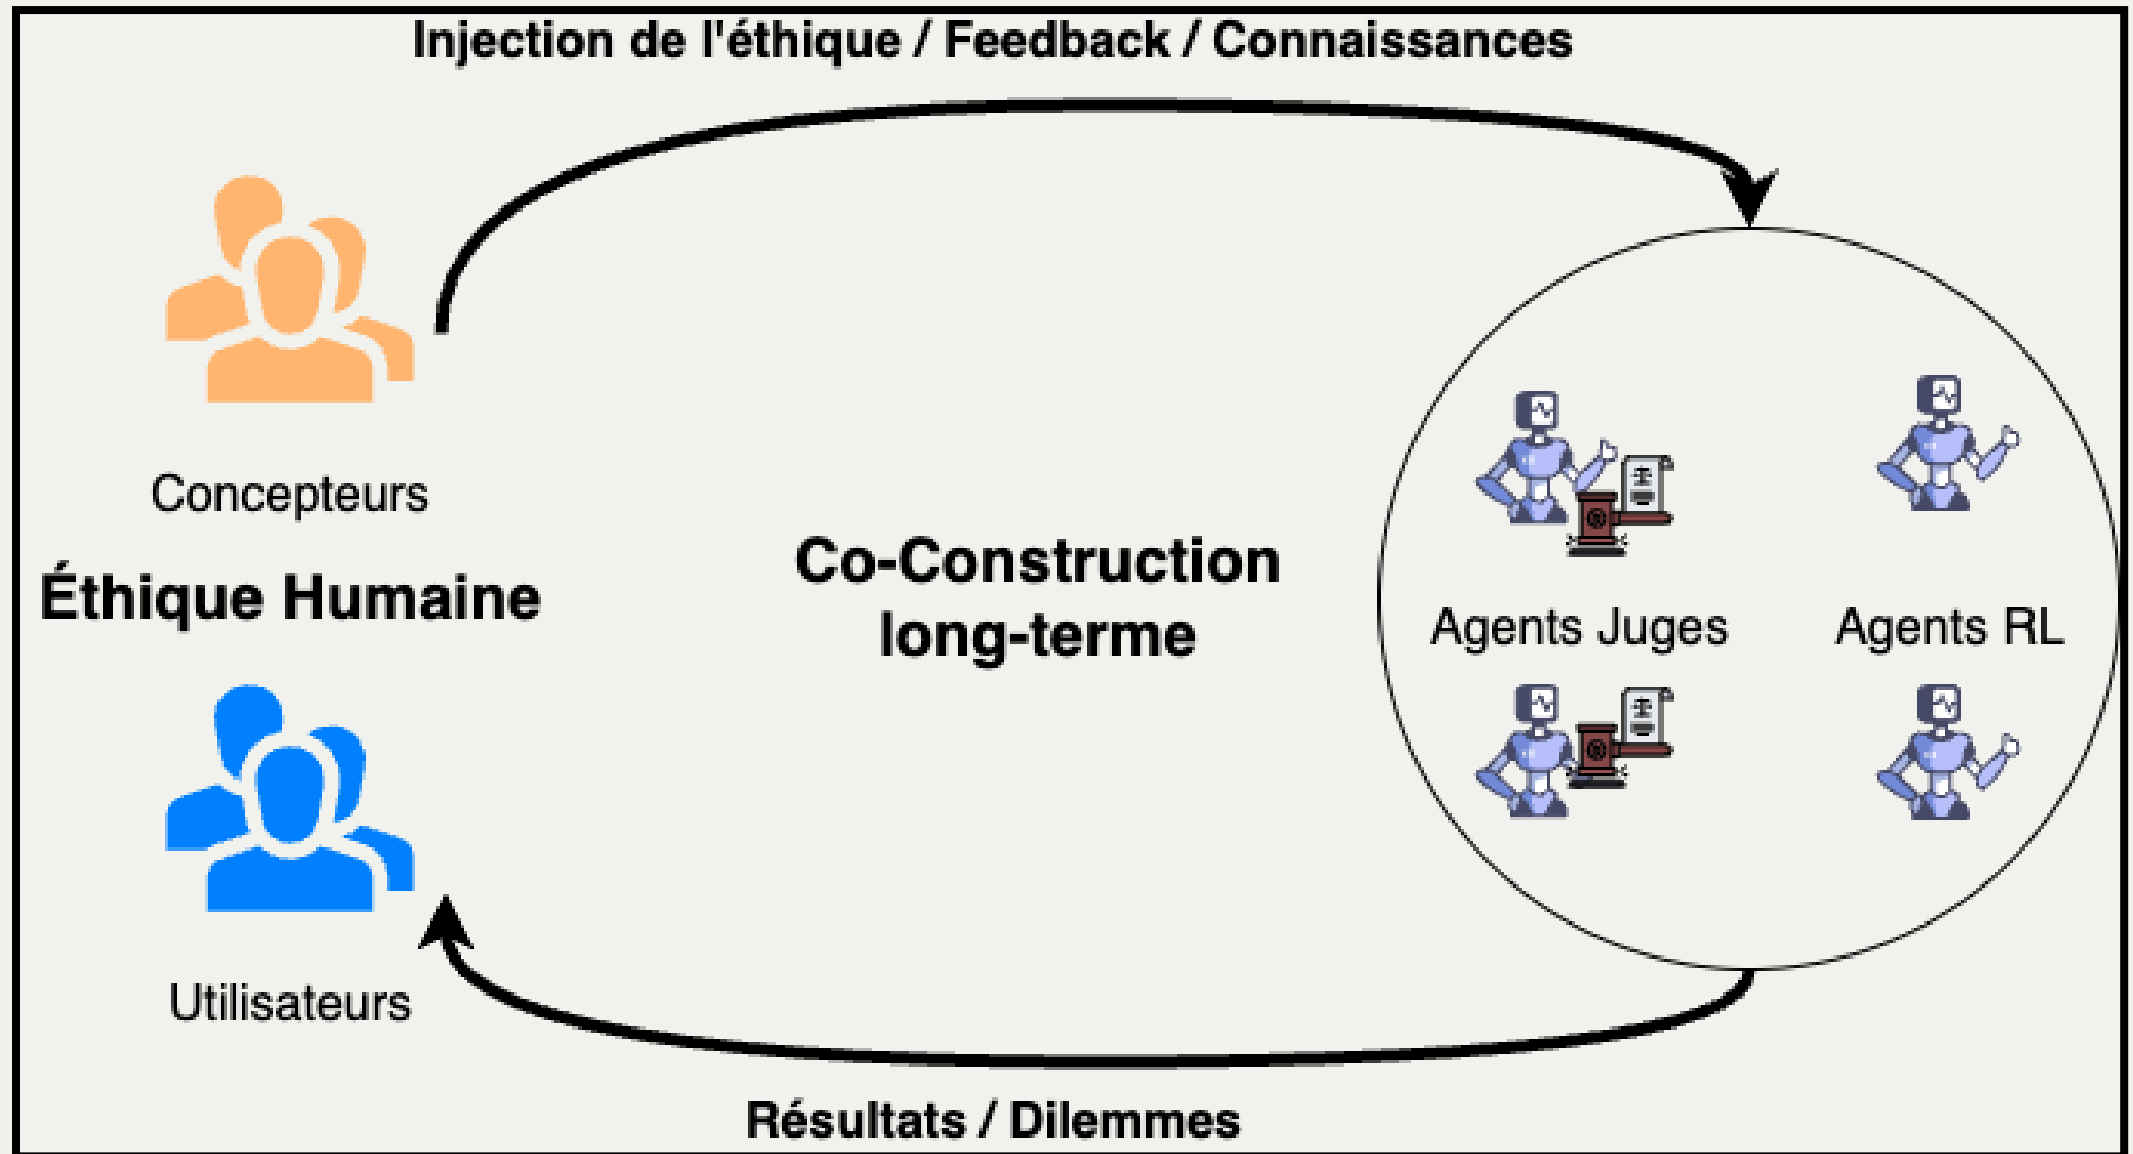 Injection de l'éthique / Feedback / Connaissances
Concepteurs
Éthique Humaine
Utilisateurs
Co-Construction
long-terme
Agents Juges
Agents RL
Résultats / Dilemmes